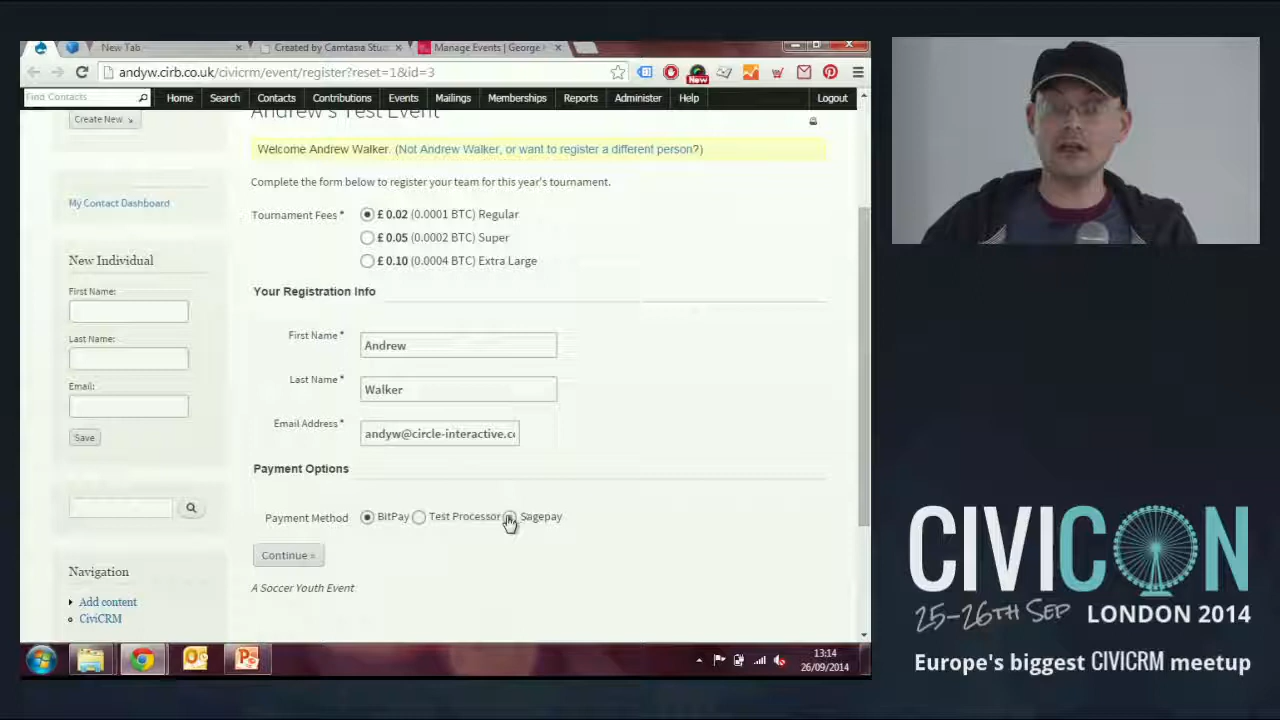 New Tab
Created by Camtasia Stu
Manage Events | George H
andyw.cirb.co.uk/civicrm/event/register?reset=1&id=3
New
Find Contacts
Home Search Contacts Contributions Events Mailings Memberships Reports Administer Help Logout
Create New
Andrew's Test Event
Welcome Andrew Walker. (Not Andrew Walker, or want to register a different person?)
Complete the form below to register your team for this year's tournament.
My Contact Dashboard
Tournament Fees *
£ 0.02 (0.0001 BTC) Regular
£ 0.05 (0.0002 BTC) Super
£ 0.10 (0.0004 BTC) Extra Large
New Individual
First Name:
Last Name:
Email:
Save
Your Registration Info
First Name *
Andrew
Last Name *
Walker
Email Address *
andyw@circle-interactive.co
Payment Options
Payment Method BitPay Test Processor Sagepay
Continue »
A Soccer Youth Event
Navigation
Add content
CiviCRM
13:14
26/09/2014
CIVICON
25-26TH SEP LONDON 2014
Europe's biggest CIVICRM meetup